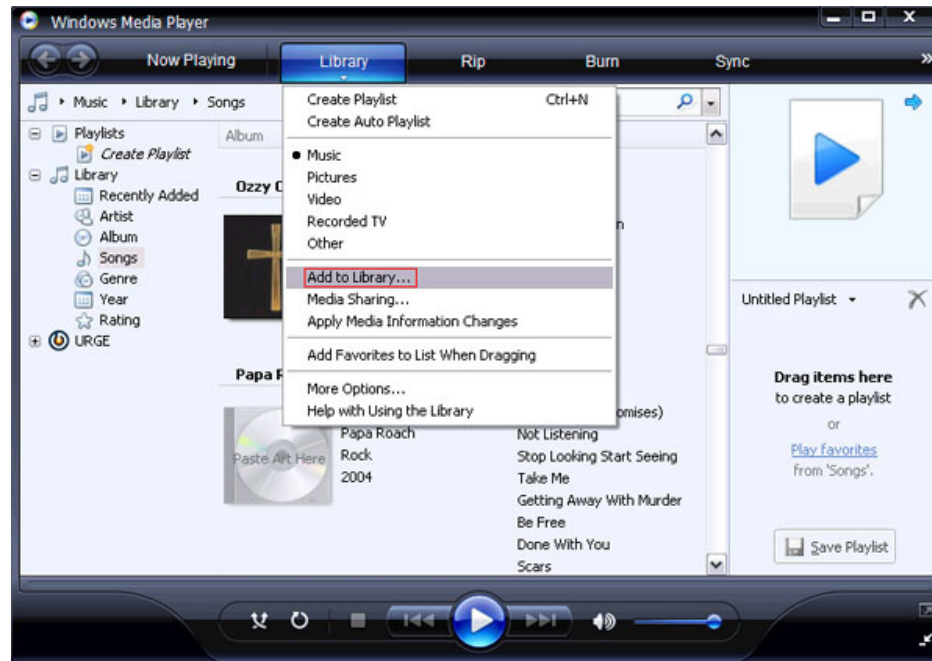 Windows Media Player
Now Playing
Library
Rip
Burn
Sync
Music
Library
Songs
Create Playlist Ctrl+N
Create Auto Playlist
Music
Pictures
Video
Recorded TV
Other
Add to Library...
Media Sharing...
Apply Media Information Changes
Add Favorites to List When Dragging
More Options...
Help with Using the Library
Playlists
Create Playlist
Library
Recently Added
Artist
Album
Songs
Genre
Year
Rating
URGE
Album
Ozzy
Papa
Paste Art Here
Papa Roach
Rock
2004
Not Listening
Stop Looking Start Seeing
Take Me
Getting Away With Murder
Be Free
Done With You
Scars
Untitled Playlist
Drag items here
to create a playlist
or
Play favorites
from 'Songs'.
Save Playlist